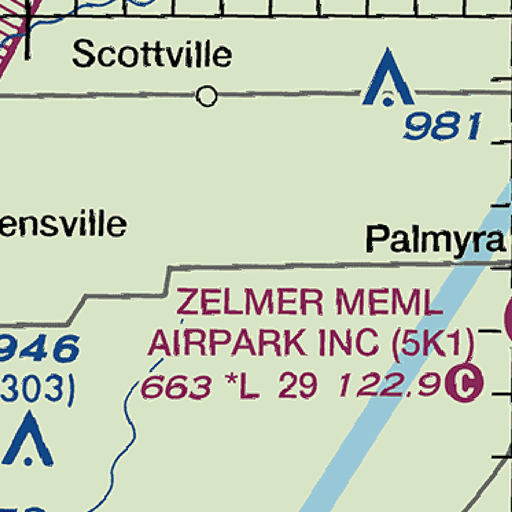 Scottville
981
ensville
Palmyra
ZELMER MEML
AIRPARK INC (5K1)
663 *L 29 122.9 C
946
303)